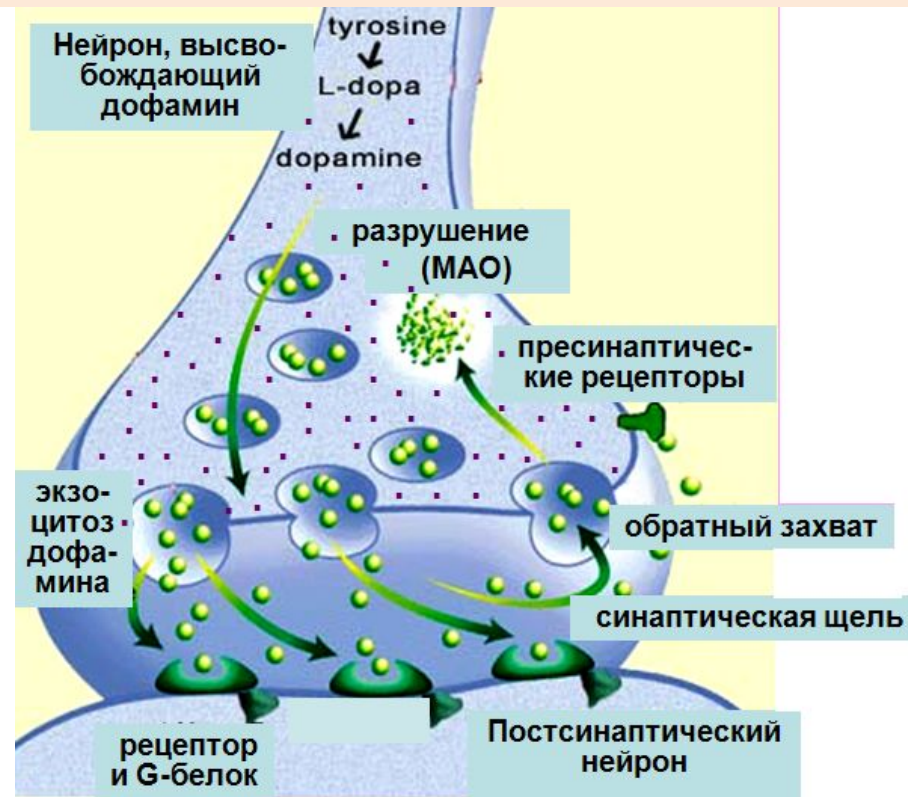 Нейрон, высво-
бождающий
дофамин
tyrosine
L-dopa
dopamine
разрушение
(МАО)
пресинаптичес-
кие рецепторы
экзо-
цитоз
дофа-
мина
обратный захват
синаптическая щель
рецептор
и G-белок
Постсинаптический
нейрон